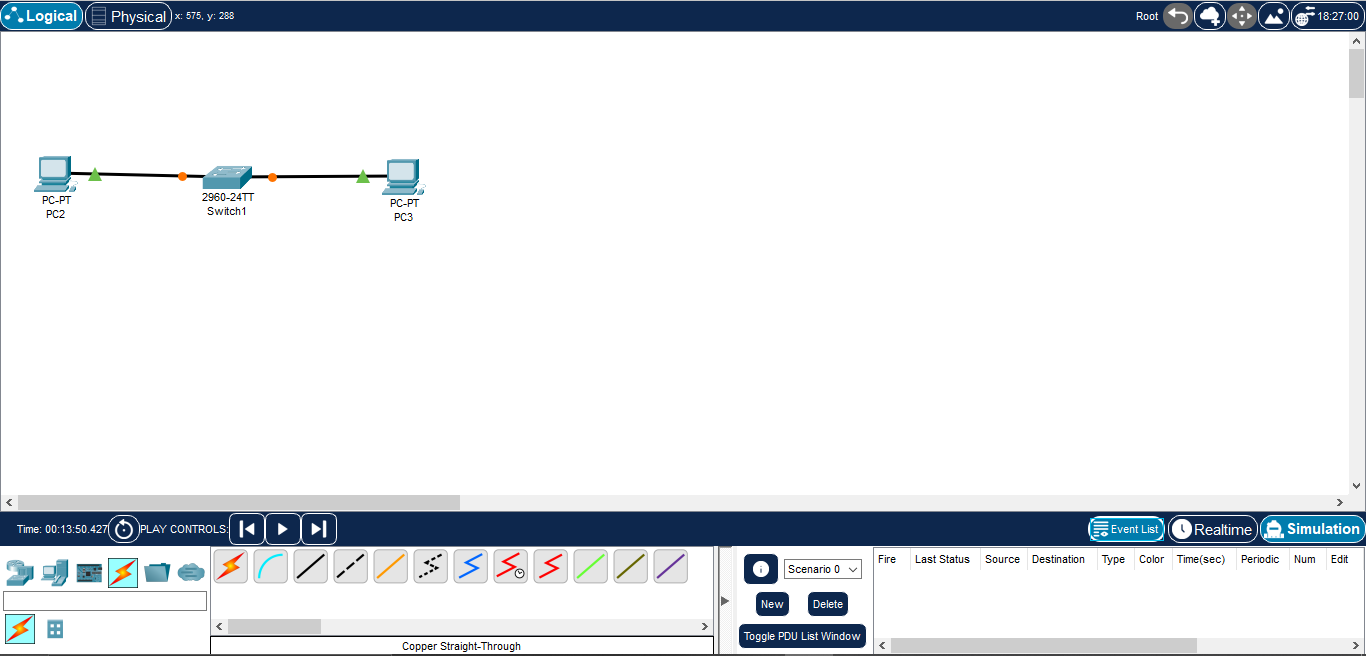 Logical Physical x: 575, y: 288 Root 18:27:00
PC-PT
PC2
2960-24TT
Switch1
PC-PT
PC3
Time: 00:13:50.427 PLAY CONTROLS: Event List Realtime Simulation
Scenario 0
New Delete
Toggle PDU List Window
Fire Last Status Source Destination Type Color Time(sec) Periodic Num Edit
Copper Straight-Through